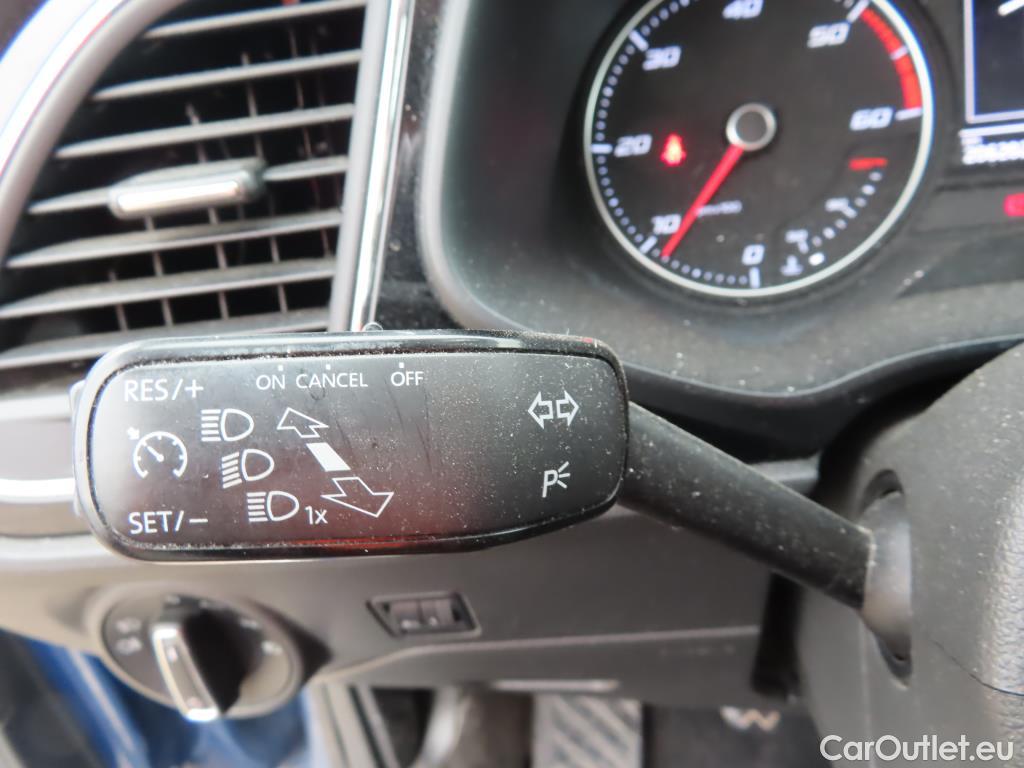 40
30
50
20
60
10
0
RES/+
ON CANCEL OFF
P
SET/–
1x
CarOutlet.eu